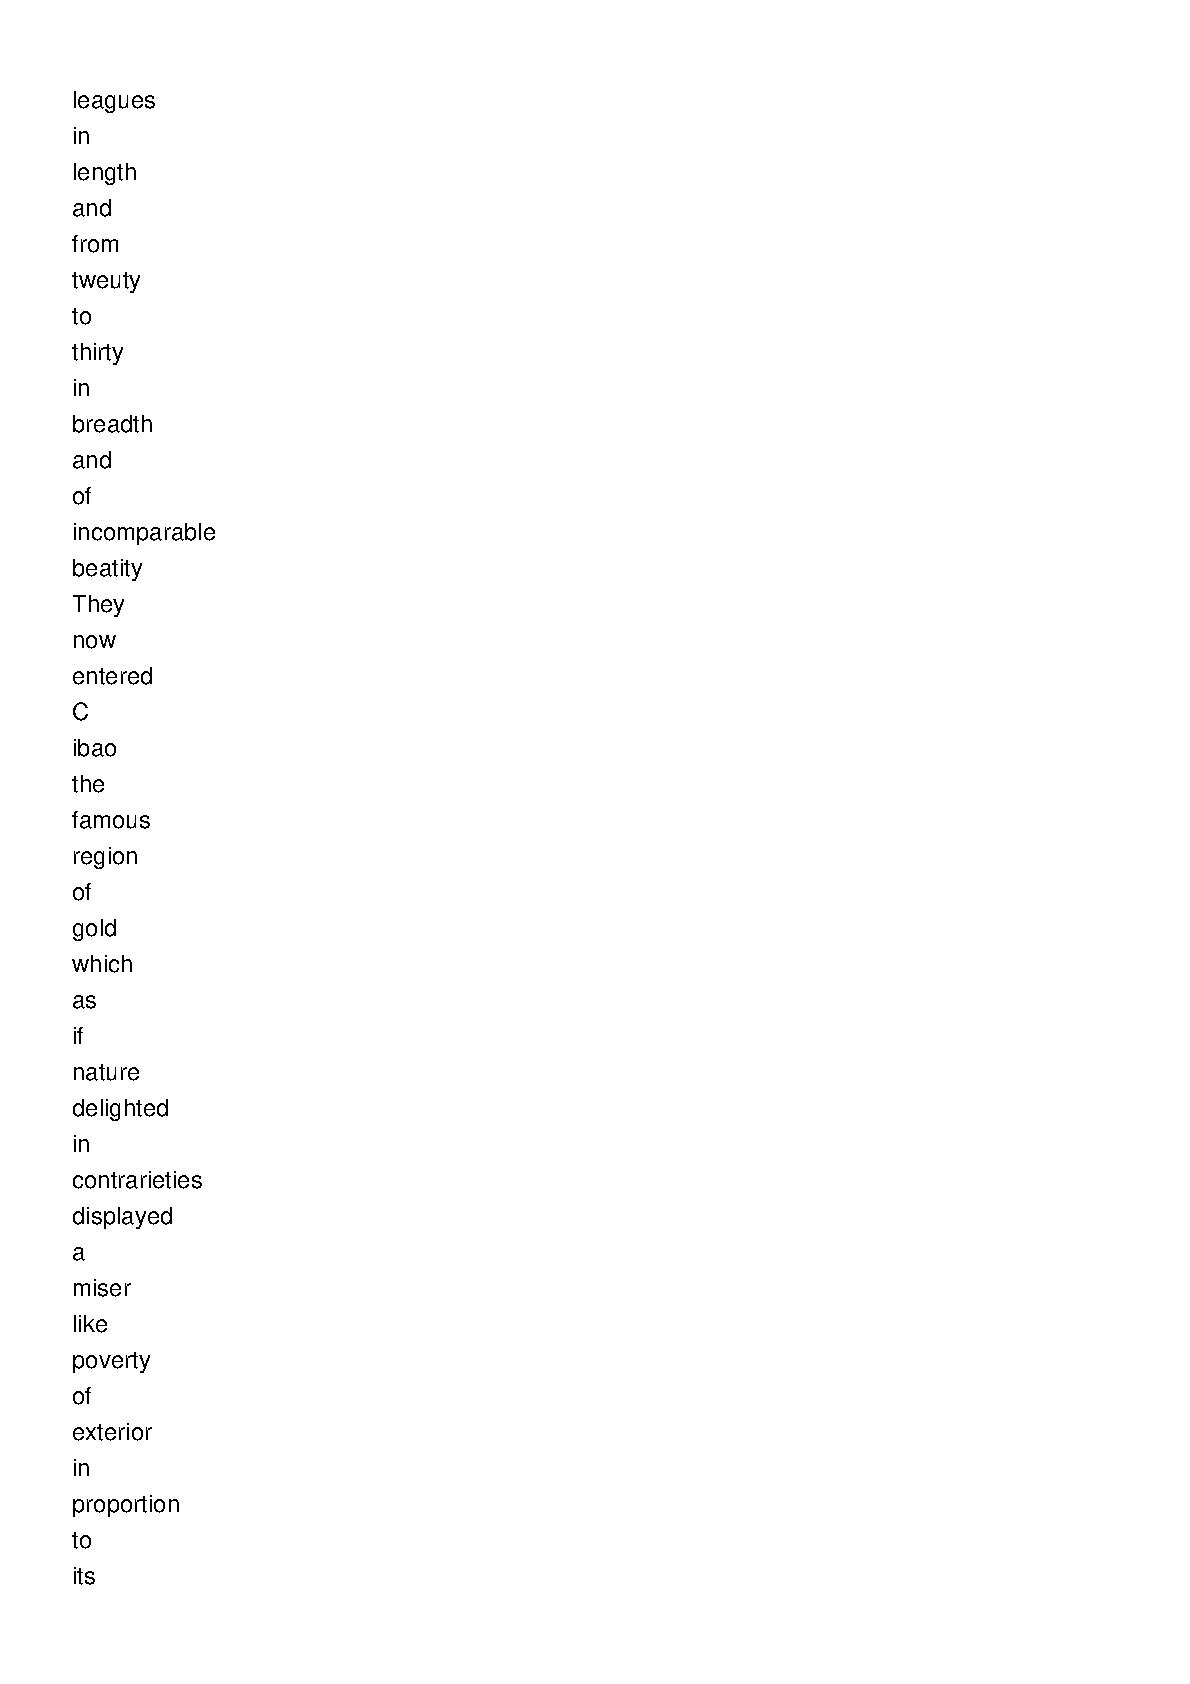 leagues
in
length
and
from
tweuty
to
thirty
in
breadth
and
of
incomparable
beatity
They
now
entered
C
ibao
the
famous
region
of
gold
which
as
if
nature
delighted
in
contrarieties
displayed
a
miser
like
poverty
of
exterior
in
proportion
to
its